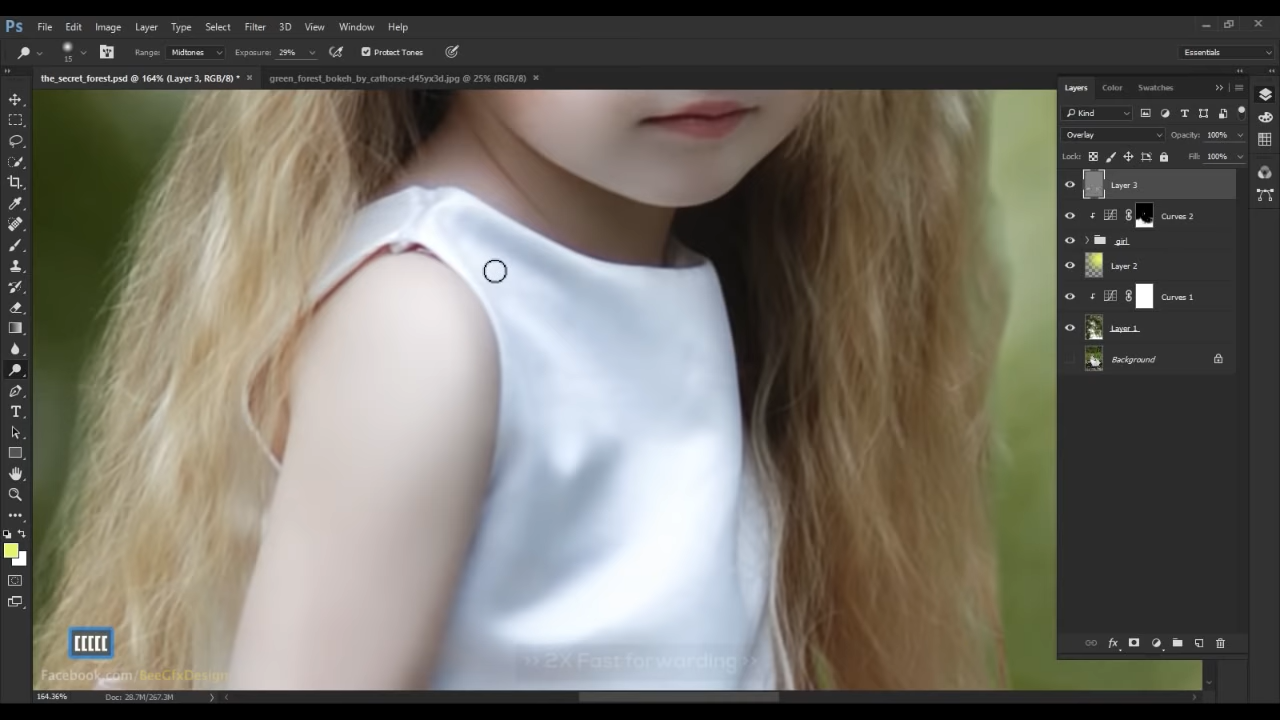 Ps File Edit Image Layer Type Select Filter 3D View Window Help
15 Range: Midtones Exposure: 29% Protect Tones Essentials
the_secret_forest.psd @ 164% (Layer 3, RGB/8) * × green_forest_bokeh_by_cathorse-d45yx3d.jpg @ 25% (RGB/8) ×
Layers Color Swatches
Kind
Overlay Opacity: 100%
Lock: Fill: 100%
Layer 3
Curves 2
girl
Layer 2
Curves 1
Layer 1
Background
[[[[[
>> 2X Fast forwarding >>
Facebook.com/BeeGfxDesign
164.36% Doc: 28.7M/267.3M